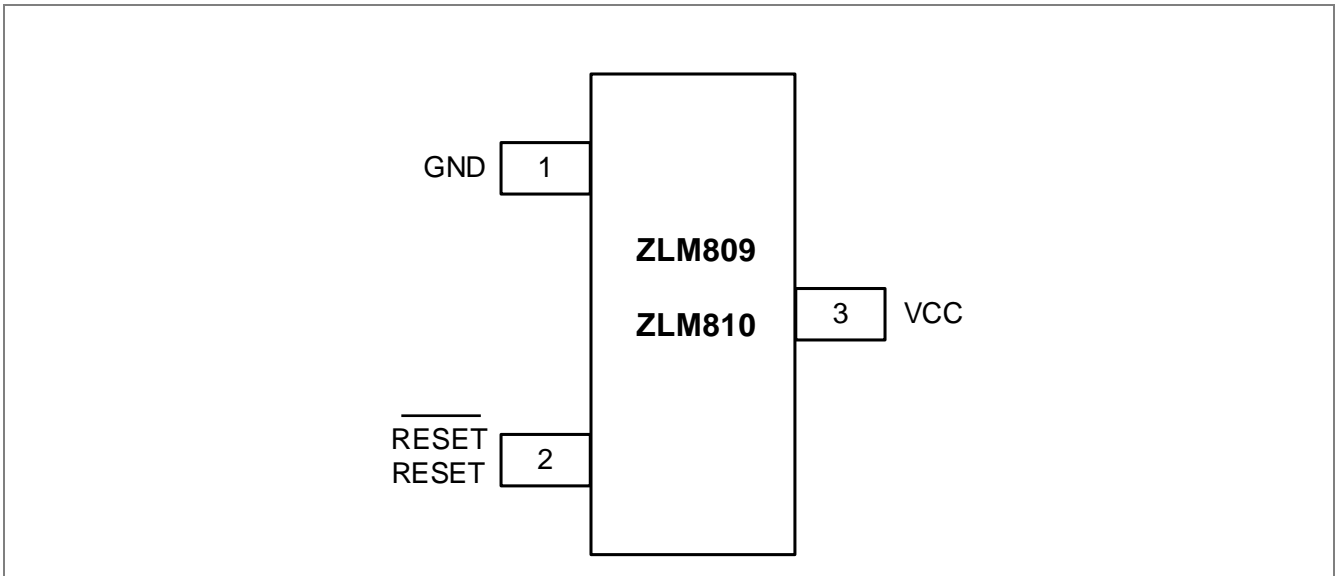 GND 1
ZLM809
ZLM810
3 VCC
RESET
RESET 2